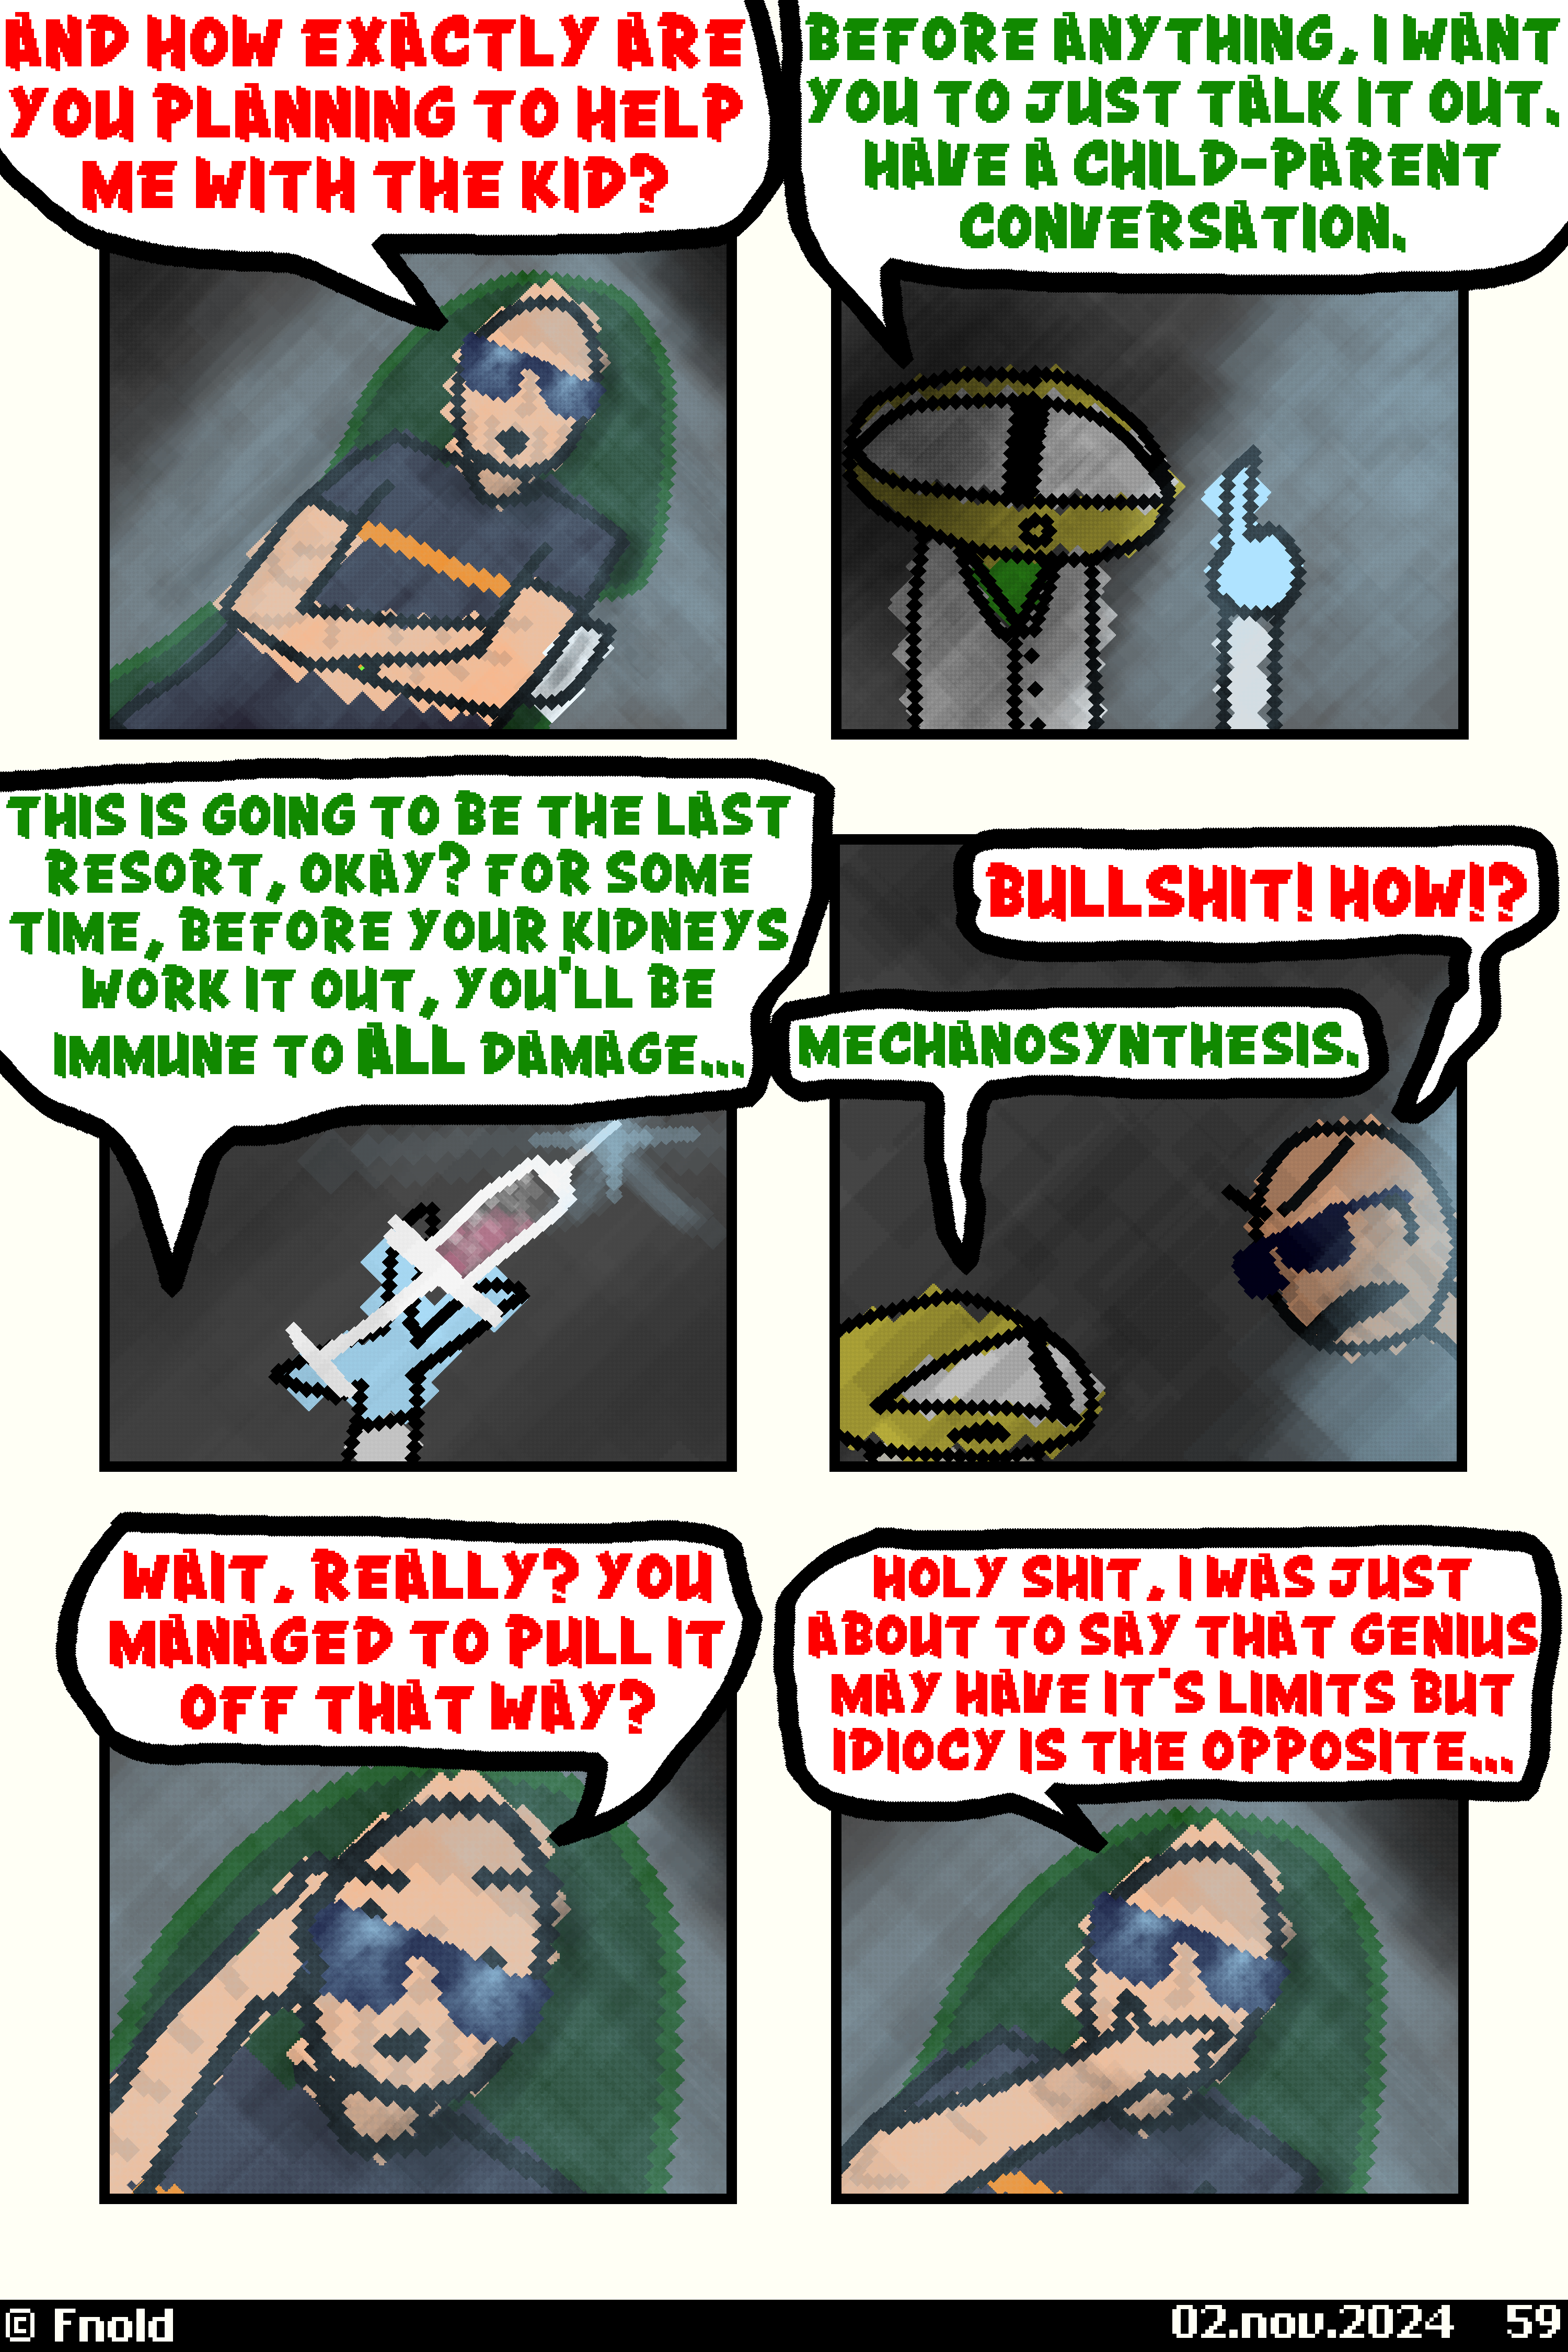 AND HOW EXACTLY ARE
YOU PLANNING TO HELP
ME WITH THE KID?
BEFORE ANYTHING, I WANT
YOU TO JUST TALK IT OUT.
HAVE A CHILD-PARENT
CONVERSATION.
THIS IS GOING TO BE THE LAST
RESORT, OKAY? FOR SOME
TIME, BEFORE YOUR KIDNEYS
WORK IT OUT, YOU'LL BE
IMMUNE TO ALL DAMAGE...
BULLSHIT! HOW!?
MECHANOSYNTHESIS.
WAIT, REALLY? YOU
MANAGED TO PULL IT
OFF THAT WAY?
HOLY SHIT, I WAS JUST
ABOUT TO SAY THAT GENIUS
MAY HAVE IT'S LIMITS BUT
IDIOCY IS THE OPPOSITE...
© Fnold
02.nov.2024 59